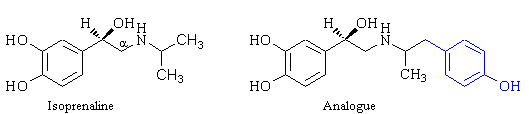 H OH
H
N
HO
α
CH3
HO
CH3
Isoprenaline
H OH
H
N
HO
CH3
HO
OH
Analogue